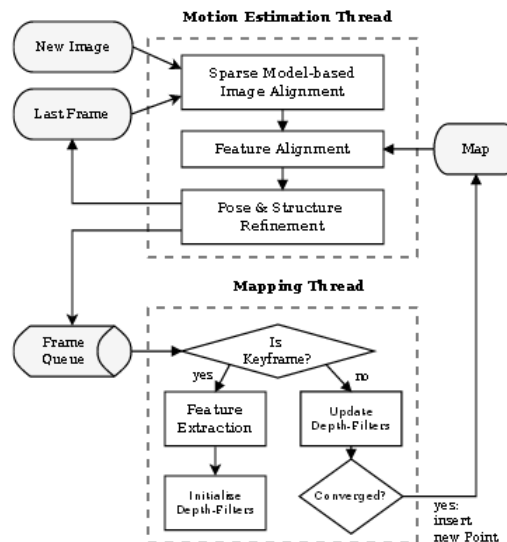 Motion Estimation Thread
New Image
Sparse Model-based
Image Alignment
Last Frame
Feature Alignment
Map
Pose & Structure
Refinement
Mapping Thread
Frame
Queue
Is
Keyframe?
yes
no
Feature
Extraction
Update
Depth-Filters
Initialize
Depth-Filters
Converged?
yes:
insert
new Point